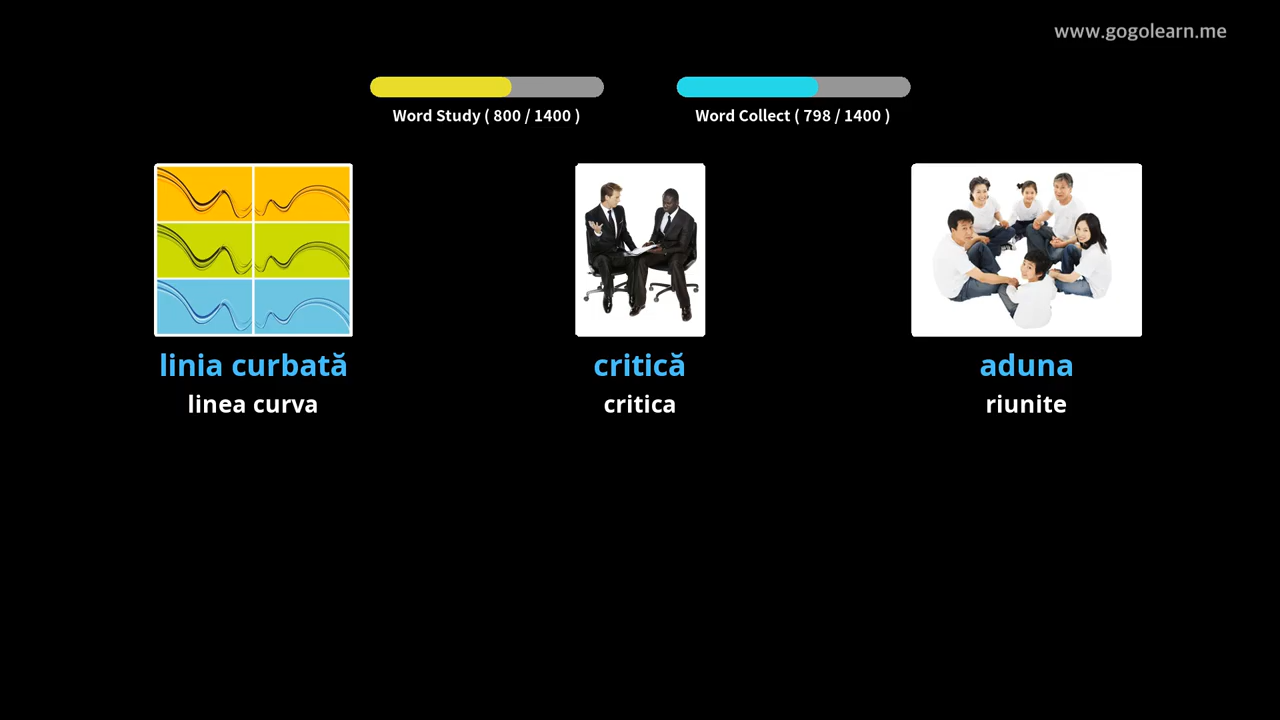 www.gogolearn.me
Word Study ( 800 / 1400 )
Word Collect ( 798 / 1400 )
linia curbată
critică
aduna
linea curva
critica
riunite